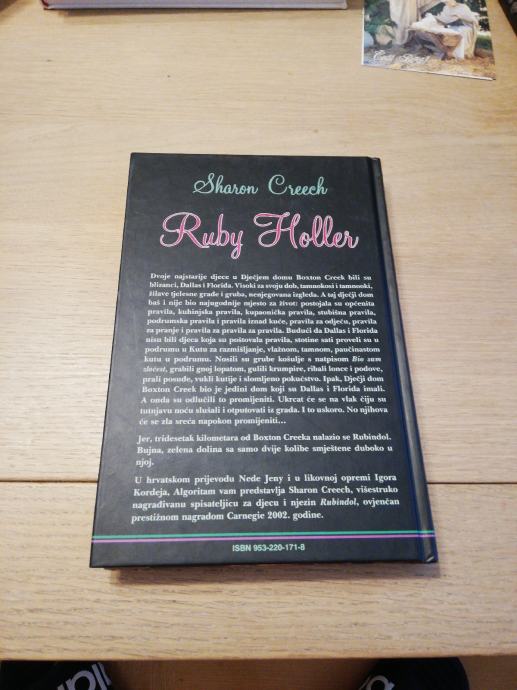 Sharon Creech
Ruby Holler
Dvoje najstarije djece u Dječjem domu Boxton Creek bili su
blizanci, Dallas i Florida. Visoki za svoju dob, tamnokosi i tamnooki,
žilave tjelesne građe i gruba, nenjegovana izgleda. A taj dječji dom
baš i nije bio najugodnije mjesto za život: postojala su općenita
pravila, kuhinjska pravila, kupaonička pravila, stubišna pravila,
podrumska pravila i pravila iznad kuće, pravila za odjeću, pravila
za pranje i pravila za pravila za pravila. Budući da Dallas i Florida
nisu bili djeca koja su poštovala pravila, stotine sati proveli su u
podrumu u Kutu za razmišljanje, vlažnom, tamnom, paučinastom
kutu u podrumu. Nosili su grube košulje s natpisom Bio sam
zločest, grabili gnoj lopatom, gulili krumpire, ribali lonce i podove,
prali posuđe, vukli kutije i slomljeno pokućstvo. Ipak, Dječji dom
Boxton Creek bio je jedini dom koji su Dallas i Florida imali.
A onda su odlučili to promijeniti. Ukrcat će se na vlak čiju su
tutnjavu noću slušali i otputovati iz grada. I to uskoro. No njihova
će se zla sreća napokon promijeniti...
Jer, tridesetak kilometara od Boxton Creeka nalazio se Rubindol.
Bujna, zelena dolina sa samo dvije kolibe smještene duboko u
njoj.
U hrvatskom prijevodu Nede Jeny i u likovnoj opremi Igora
Kordeja, Algoritam vam predstavlja Sharon Creech, višestruko
nagrađivanu spisateljicu za djecu i njezin Rubindol, ovjenčan
prestižnom nagradom Carnegie 2002. godine.
ISBN 953-220-171-8